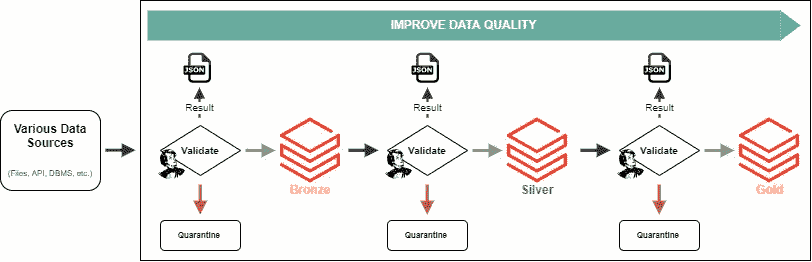 IMPROVE DATA QUALITY
JSON
JSON
JSON
Result
Result
Result
Various Data
Sources
(Files, API, DBMS, etc.)
Validate
Bronze
Validate
Silver
Validate
Gold
Quarantine
Quarantine
Quarantine